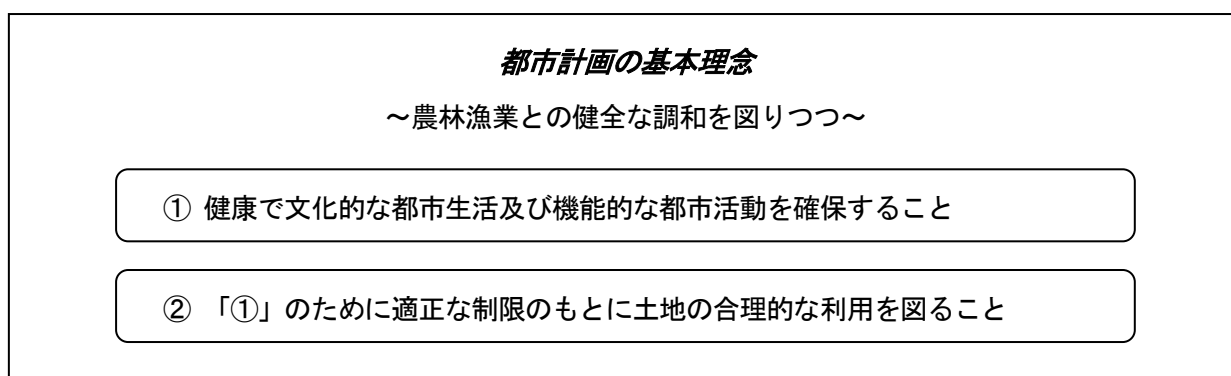 都市計画の基本理念
～農林漁業との健全な調和を図りつつ～
① 健康で文化的な都市生活及び機能的な都市活動を確保すること
② 「①」のために適正な制限のもとに土地の合理的な利用を図ること